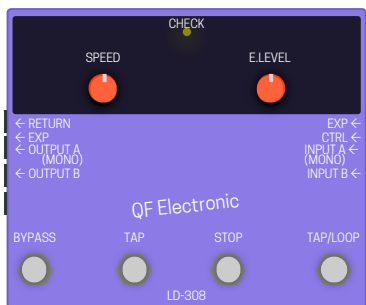 CHECK
SPEED E.LEVEL
← RETURN EXP ←
← EXP CTRL ←
← OUTPUT A INPUT A ←
(MONO) (MONO)
← OUTPUT B INPUT B ←
QF Electronic
BYPASS TAP STOP TAP/LOOP
LD-308